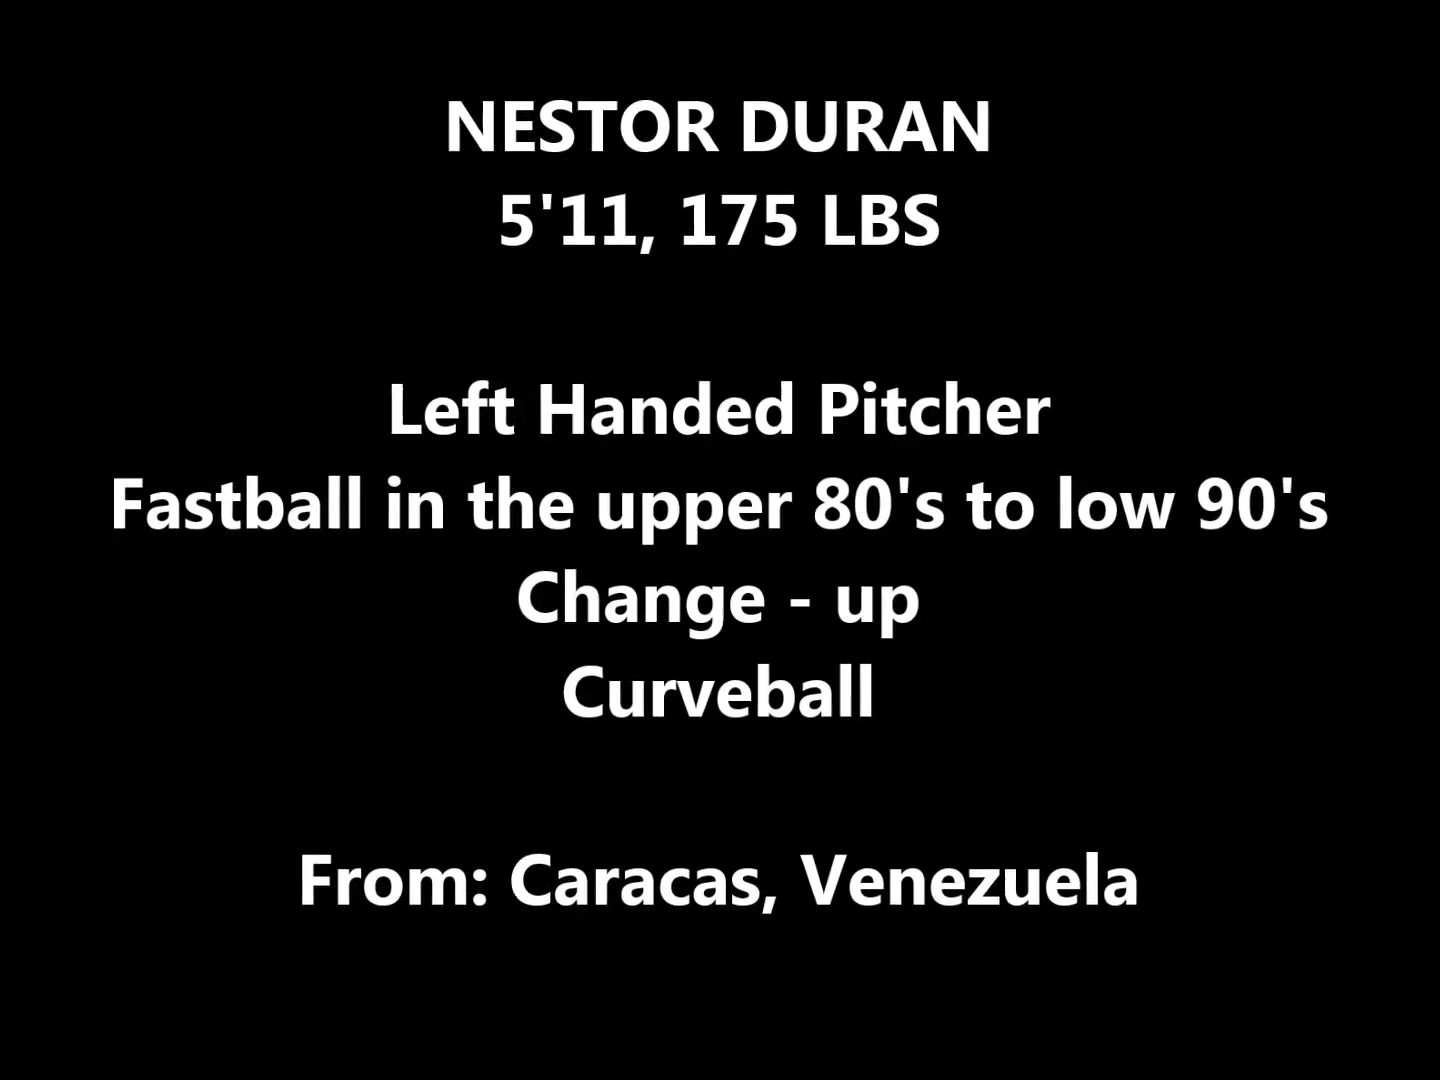 NESTOR DURAN
5'11, 175 LBS
Left Handed Pitcher
Fastball in the upper 80's to low 90's
Change - up
Curveball
From: Caracas, Venezuela